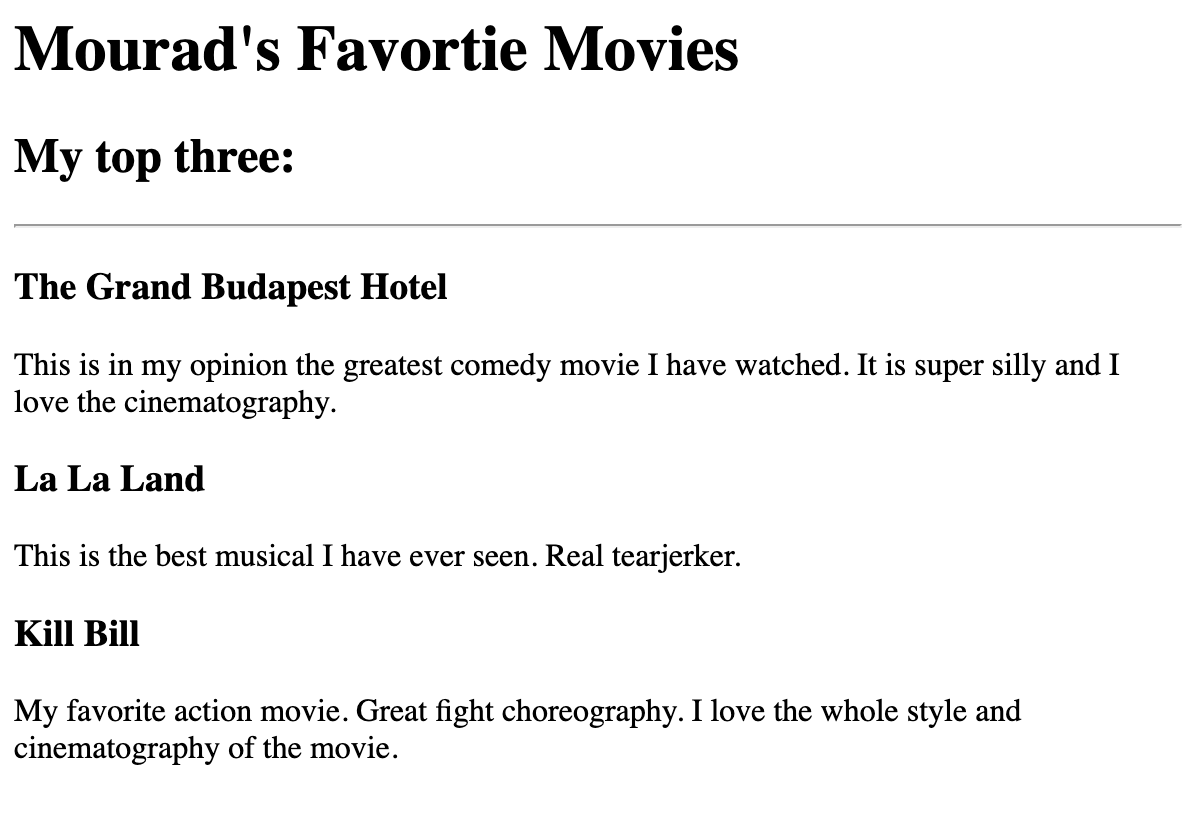 Mourad's Favortie Movies
My top three:
The Grand Budapest Hotel
This is in my opinion the greatest comedy movie I have watched. It is super silly and I
love the cinematography.
La La Land
This is the best musical I have ever seen. Real tearjerker.
Kill Bill
My favorite action movie. Great fight choreography. I love the whole style and
cinematography of the movie.